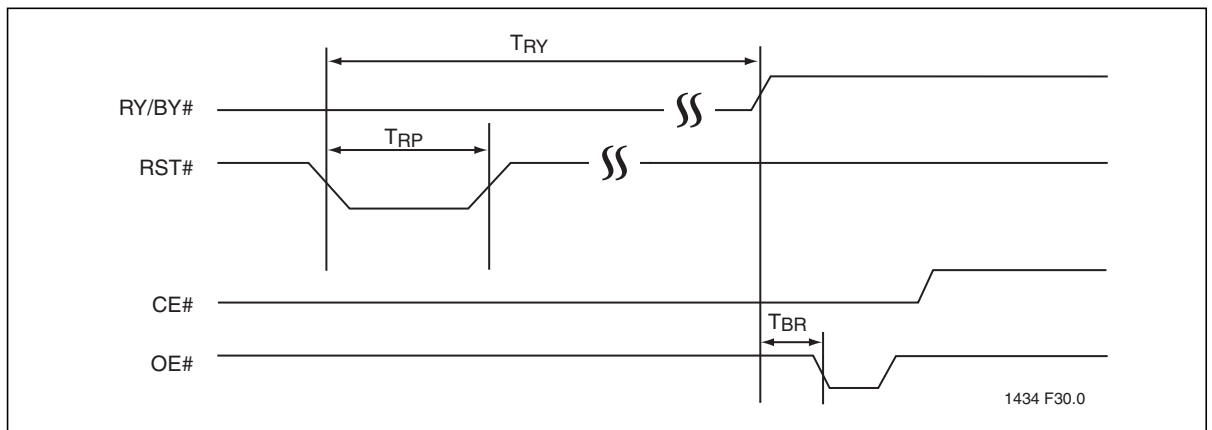 TRY
RY/BY#
TRP
RST#
CE#
TBR
OE#
1434 F30.0